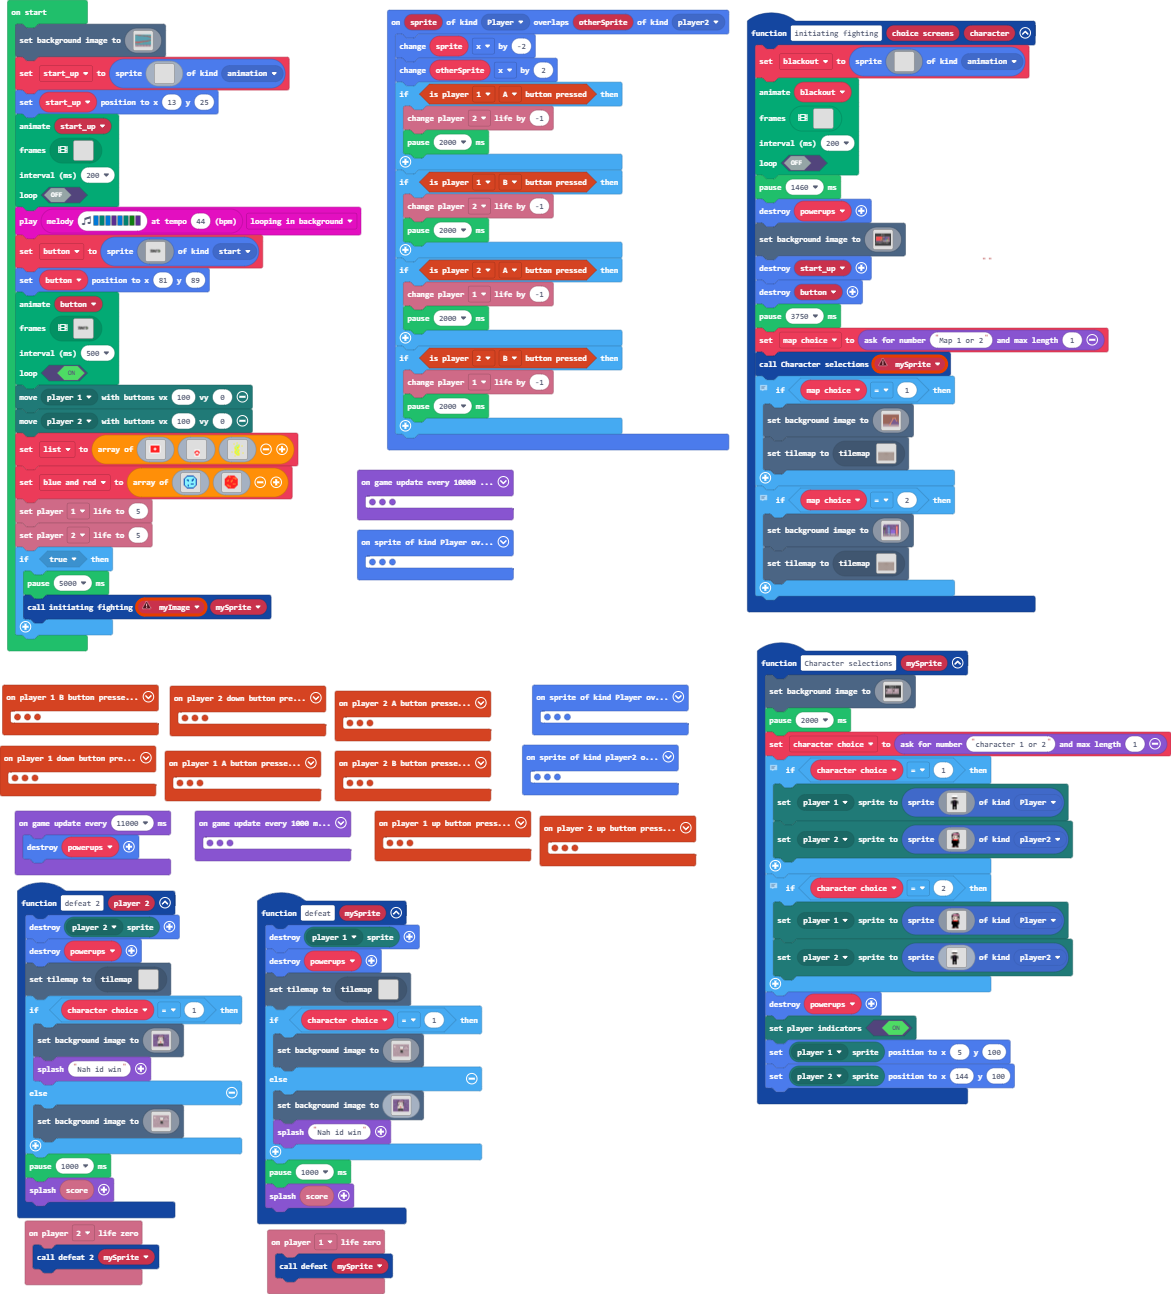 on start
set background image to
set start_up to sprite of kind animation
set start_up position to x 13 y 25
animate start_up
frames
interval (ms) 200
loop OFF
play melody at tempo 44 (bpm) looping in background
set button to sprite of kind start
set button position to x 81 y 89
animate button
frames
interval (ms) 500
loop ON
move player 1 with buttons vx 100 vy 0
move player 2 with buttons vx 100 vy 0
set list to array of
set blue and red to array of
set player 1 life to 5
set player 2 life to 5
if true then
pause 5000 ms
call initiating fighting myImage mySprite
on sprite of kind Player overlaps otherSprite of kind player2
change sprite x by -2
change otherSprite x by 2
if is player 1 A button pressed then
change player 2 life by -1
pause 2000 ms
if is player 1 B button pressed then
change player 2 life by -1
pause 2000 ms
if is player 2 A button pressed then
change player 1 life by -1
pause 2000 ms
if is player 2 B button pressed then
change player 1 life by -1
pause 2000 ms
on game update every 10000 ...
on sprite of kind Player ov...
function initiating fighting choice screens character
set blackout to sprite of kind animation
animate blackout
frames
interval (ms) 200
loop OFF
pause 1460 ms
destroy powerups
set background image to
destroy start_up
destroy button
pause 3750 ms
set map choice to ask for number "Map 1 or 2" and max length 1
call Character selections mySprite
if map choice = 1 then
set background image to
set tilemap to tilemap
if map choice = 2 then
set background image to
set tilemap to tilemap
function Character selections mySprite
set background image to
pause 2000 ms
set character choice to ask for number "character 1 or 2" and max length 1
if character choice = 1 then
set player 1 sprite to sprite of kind Player
set player 2 sprite to sprite of kind player2
if character choice = 2 then
set player 1 sprite to sprite of kind Player
set player 2 sprite to sprite of kind player2
destroy powerups
set player indicators ON
set player 1 sprite position to x 5 y 100
set player 2 sprite position to x 144 y 100
on player 1 B button presse...
on player 2 down button pre...
on player 2 A button presse...
on sprite of kind Player ov...
on player 1 down button pre...
on player 1 A button presse...
on player 2 B button presse...
on sprite of kind player2 o...
on game update every 11000 ms
destroy powerups
on game update every 1000 m...
on player 1 up button press...
on player 2 up button press...
function defeat 2 player 2
destroy player 2 sprite
destroy powerups
set tilemap to tilemap
if character choice = 1 then
set background image to
splash "Nah id win"
else
set background image to
pause 1000 ms
splash score
on player 2 life zero
call defeat 2 mySprite
function defeat mySprite
destroy player 1 sprite
destroy powerups
set tilemap to tilemap
if character choice = 1 then
set background image to
else
set background image to
splash "Nah id win"
pause 1000 ms
splash score
on player 1 life zero
call defeat mySprite